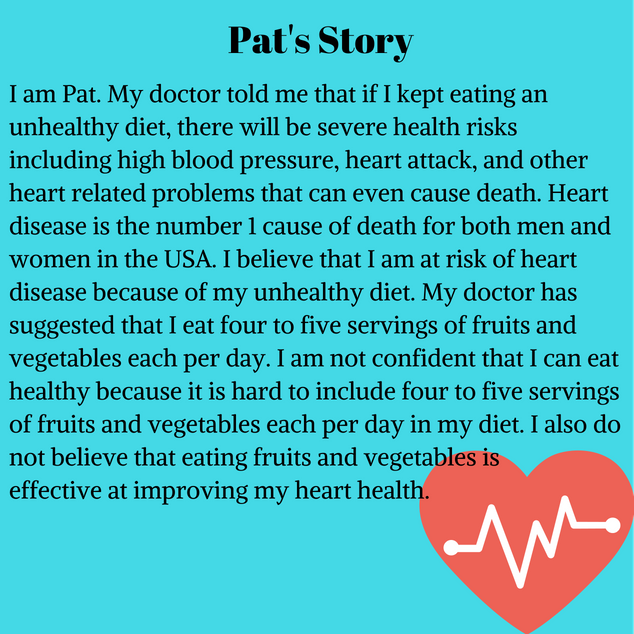 Pat's Story
I am Pat. My doctor told me that if I kept eating an
unhealthy diet, there will be severe health risks
including high blood pressure, heart attack, and other
heart related problems that can even cause death. Heart
disease is the number 1 cause of death for both men and
women in the USA. I believe that I am at risk of heart
disease because of my unhealthy diet. My doctor has
suggested that I eat four to five servings of fruits and
vegetables each per day. I am not confident that I can eat
healthy because it is hard to include four to five servings
of fruits and vegetables each per day in my diet. I also do
not believe that eating fruits and vegetables is
effective at improving my heart health.